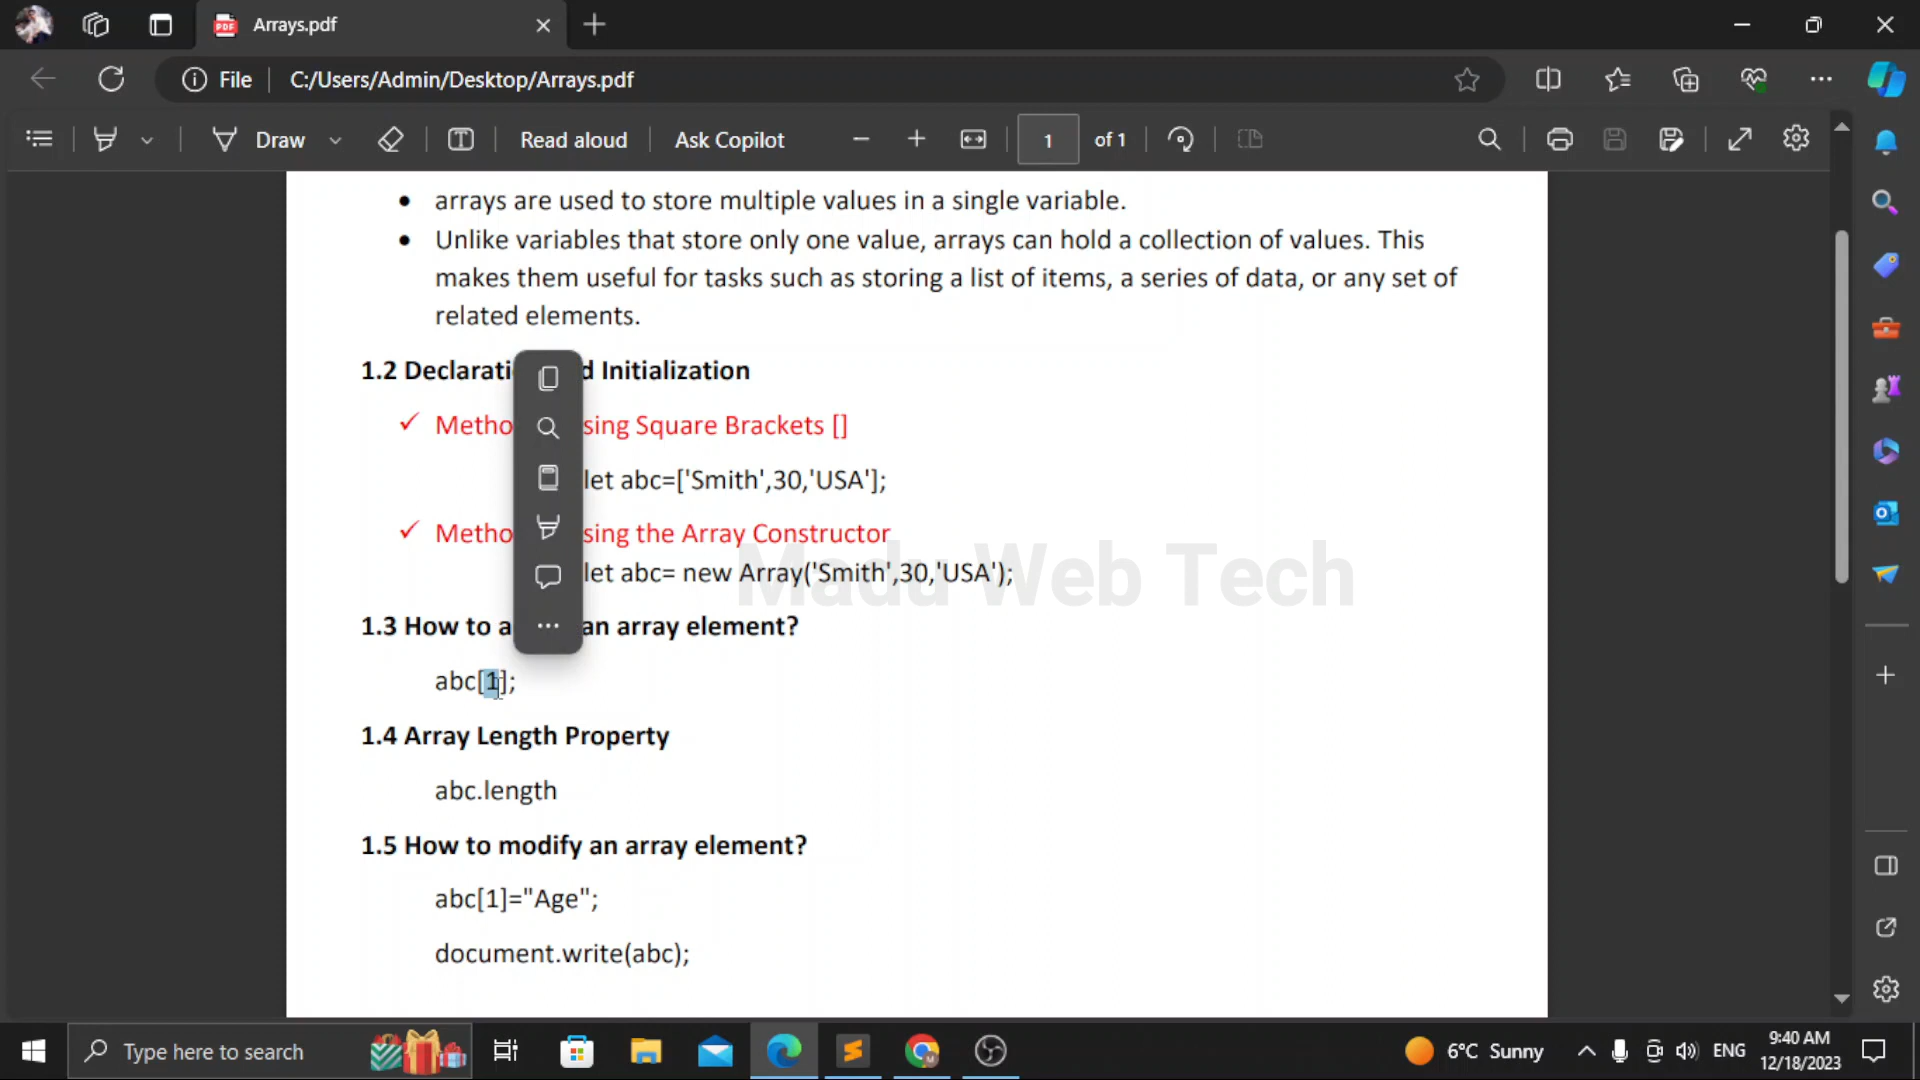 Arrays.pdf
File
C:/Users/Admin/Desktop/Arrays.pdf
Draw
Read aloud
Ask Copilot
1
of 1
• arrays are used to store multiple values in a single variable.
• Unlike variables that store only one value, arrays can hold a collection of values. This
makes them useful for tasks such as storing a list of items, a series of data, or any set of
related elements.
1.2 Declarati d Initialization
✓ Metho sing Square Brackets []
let abc=['Smith',30,'USA'];
✓ Metho sing the Array Constructor
let abc= new Array('Smith',30,'USA');
Madu Web Tech
1.3 How to a an array element?
abc[1];
1.4 Array Length Property
abc.length
1.5 How to modify an array element?
abc[1]="Age";
document.write(abc);
Type here to search
6°C Sunny
ENG
9:40 AM
12/18/2023